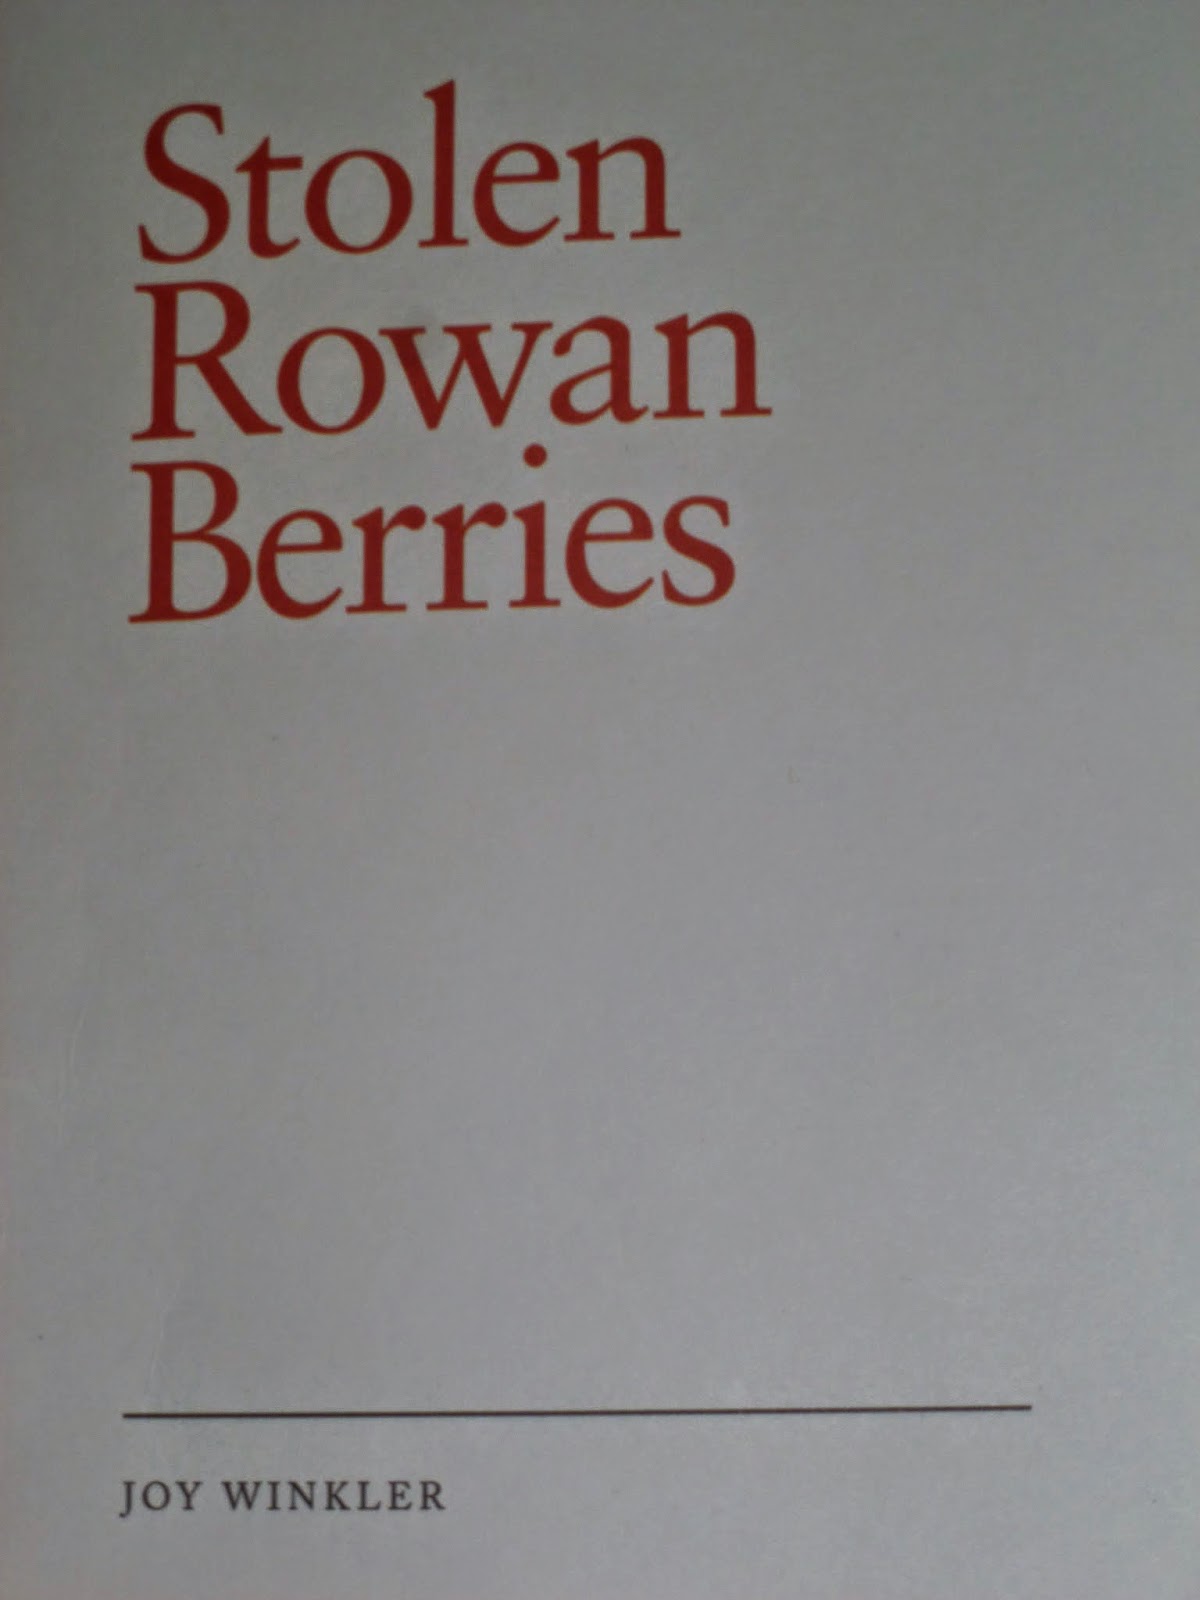 Stolen
Rowan
Berries
JOY WINKLER